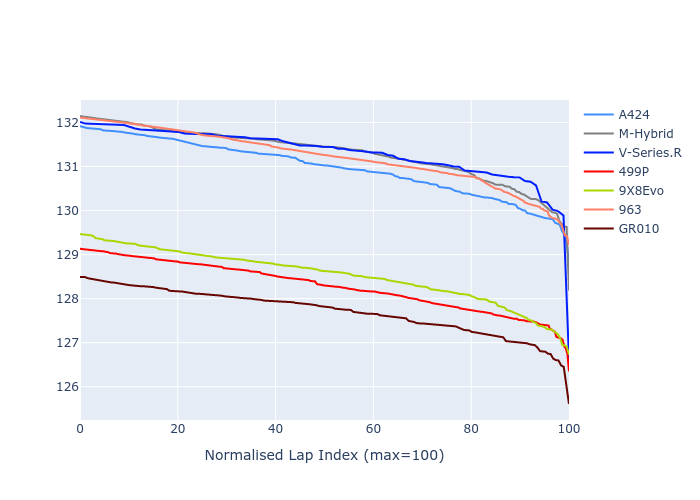 132
131
130
129
128
127
126
0 20 40 60 80 100
Normalised Lap Index (max=100)
A424
M-Hybrid
V-Series.R
499P
9X8Evo
963
GR010